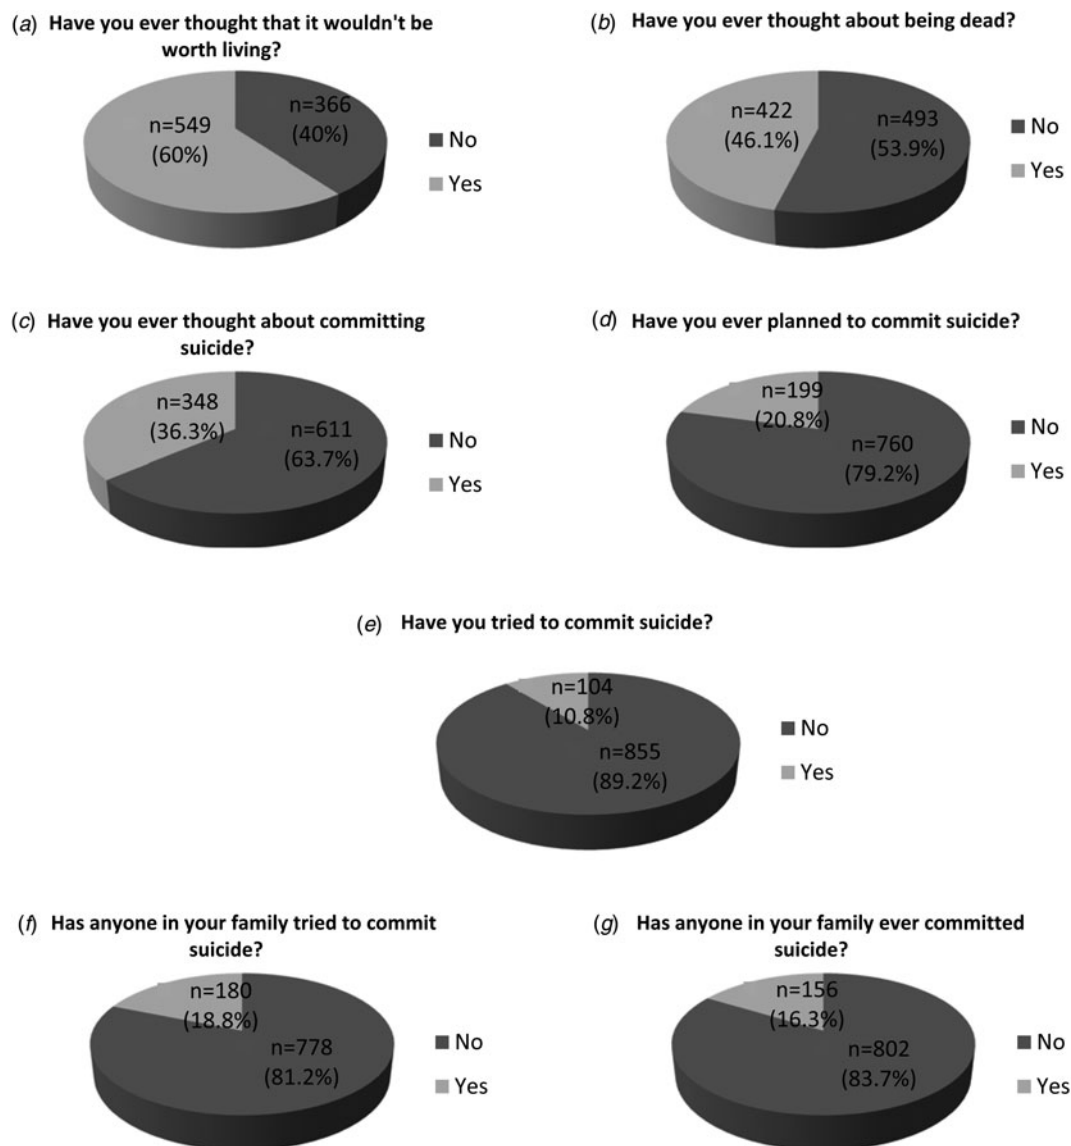 (a) Have you ever thought that it wouldn't be
worth living?
n=366
(40%)
n=549
(60%)
No
Yes
(b) Have you ever thought about being dead?
n=422
(46.1%)
n=493
(53.9%)
No
Yes
(c) Have you ever thought about committing
suicide?
n=348
(36.3%)
n=611
(63.7%)
No
Yes
(d) Have you ever planned to commit suicide?
n=199
(20.8%)
n=760
(79.2%)
No
Yes
(e) Have you tried to commit suicide?
n=104
(10.8%)
n=855
(89.2%)
No
Yes
(f) Has anyone in your family tried to commit
suicide?
n=180
(18.8%)
n=778
(81.2%)
No
Yes
(g) Has anyone in your family ever committed
suicide?
n=156
(16.3%)
n=802
(83.7%)
No
Yes